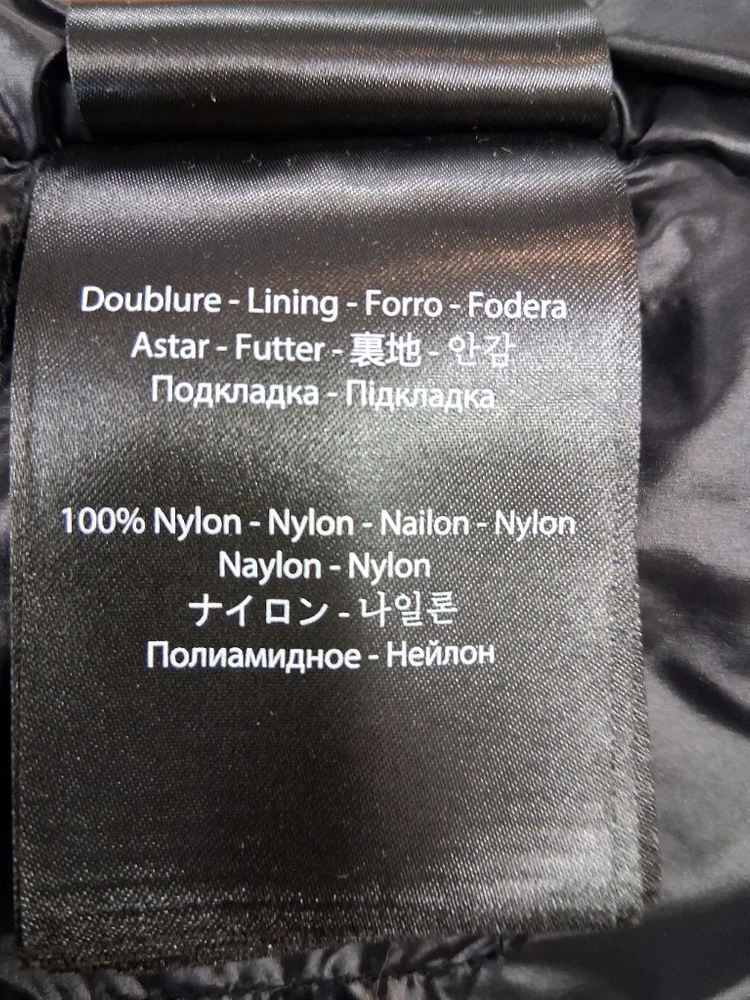 Doublure - Lining - Forro - Fodera
Astar - Futter - 裏地 - 안감
Подкладка - Підкладка
100% Nylon - Nylon - Nailon - Nylon
Naylon - Nylon
ナイロン - 나일론
Полиамидное - Нейлон